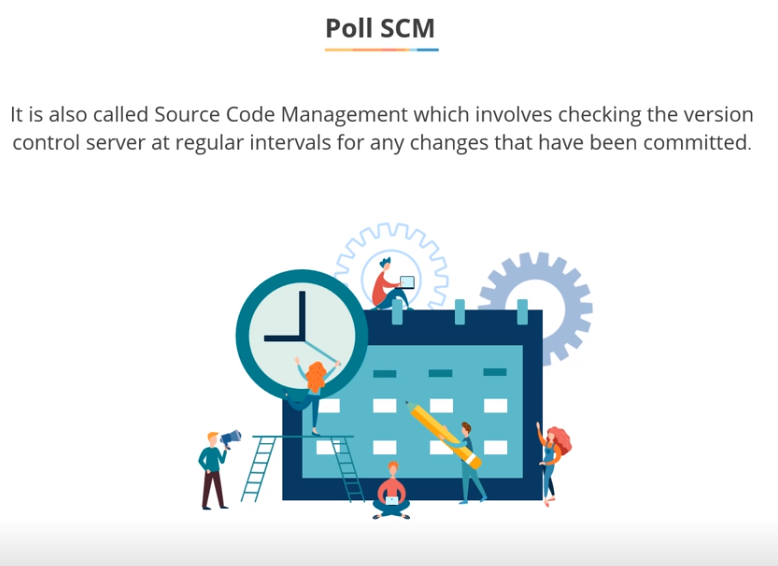 Poll SCM
It is also called Source Code Management which involves checking the version
control server at regular intervals for any changes that have been committed.